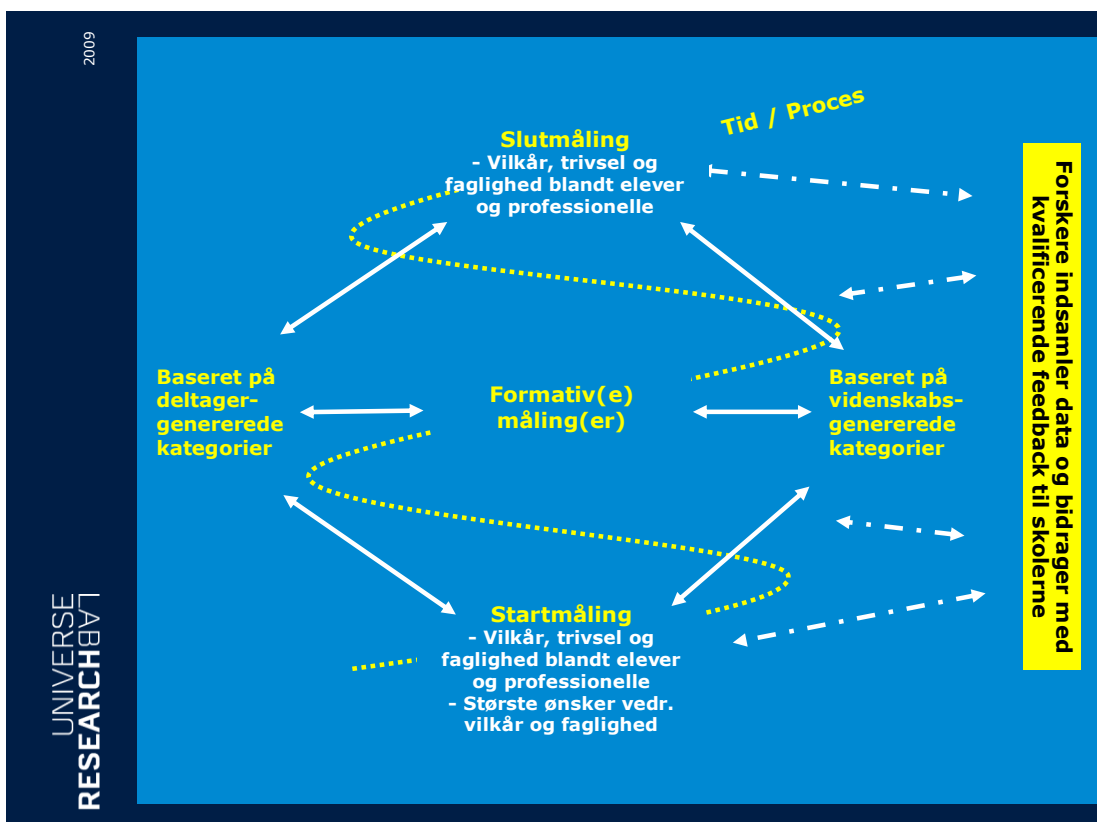 2009
Tid / Proces
Slutmåling
– Vilkår, trivsel og
faglighed blandt elever
og professionelle
Baseret på
deltager-
genererede
kategorier
Formativ(e)
måling(er)
Baseret på
videnskabs-
genererede
kategorier
Startmåling
– Vilkår, trivsel og
faglighed blandt elever
og professionelle
– Største ønsker vedr.
vilkår og faglighed
Forskere indsamler data og bidrager med
kvalificerende feedback til skolerne
UNIVERSE
RESEARCHLAB